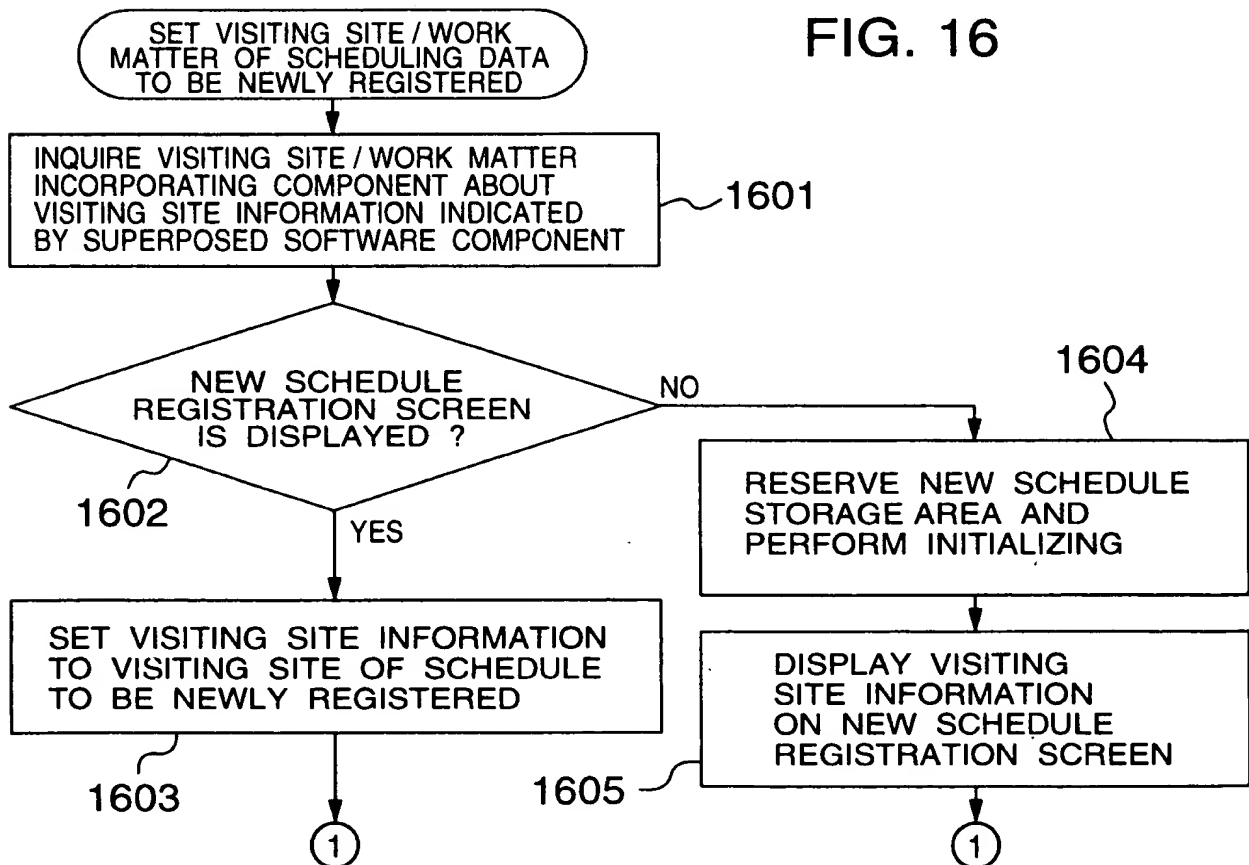 FIG. 16
SET VISITING SITE / WORK
MATTER OF SCHEDULING DATA
TO BE NEWLY REGISTERED
INQUIRE VISITING SITE / WORK MATTER
INCORPORATING COMPONENT ABOUT
VISITING SITE INFORMATION INDICATED
BY SUPERPOSED SOFTWARE COMPONENT
1601
NEW SCHEDULE
REGISTRATION SCREEN
IS DISPLAYED ?
1602
NO
YES
1604
RESERVE NEW SCHEDULE
STORAGE AREA AND
PERFORM INITIALIZING
SET VISITING SITE INFORMATION
TO VISITING SITE OF SCHEDULE
TO BE NEWLY REGISTERED
1603
DISPLAY VISITING
SITE INFORMATION
ON NEW SCHEDULE
REGISTRATION SCREEN
1605
1
1